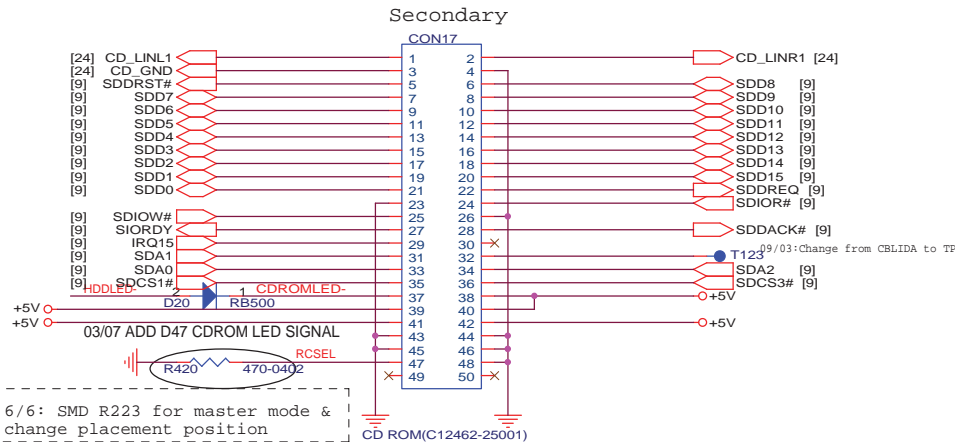 Secondary
CON17
[24] CD_LINL1 1 2 CD_LINR1 [24]
[24] CD_GND 3 4
[9] SDDRST# 5 6 SDD8 [9]
[9] SDD7 7 8 SDD9 [9]
[9] SDD6 9 10 SDD10 [9]
[9] SDD5 11 12 SDD11 [9]
[9] SDD4 13 14 SDD12 [9]
[9] SDD3 15 16 SDD13 [9]
[9] SDD2 17 18 SDD14 [9]
[9] SDD1 19 20 SDD15 [9]
[9] SDD0 21 22 SDDREQ [9]
23 24 SDIOR# [9]
[9] SDIOW# 25 26
[9] SIORDY 27 28 SDDACK# [9]
[9] IRQ15 29 30
[9] SDA1 31 32 T123 09/03:Change from CBLIDA to TP
[9] SDA0 33 34 SDA2 [9]
[9] SDCS1# 35 36 SDCS3# [9]
HDDLED- 2 1 CDROMLED- 37 38 +5V
D20 RB500
+5V 39 40
+5V 41 42 +5V
03/07 ADD D47 CDROM LED SIGNAL 43 44
45 46
RCSEL 47 48
R420 470-0402
49 50
6/6: SMD R223 for master mode &
change placement position
CD ROM(C12462-25001)